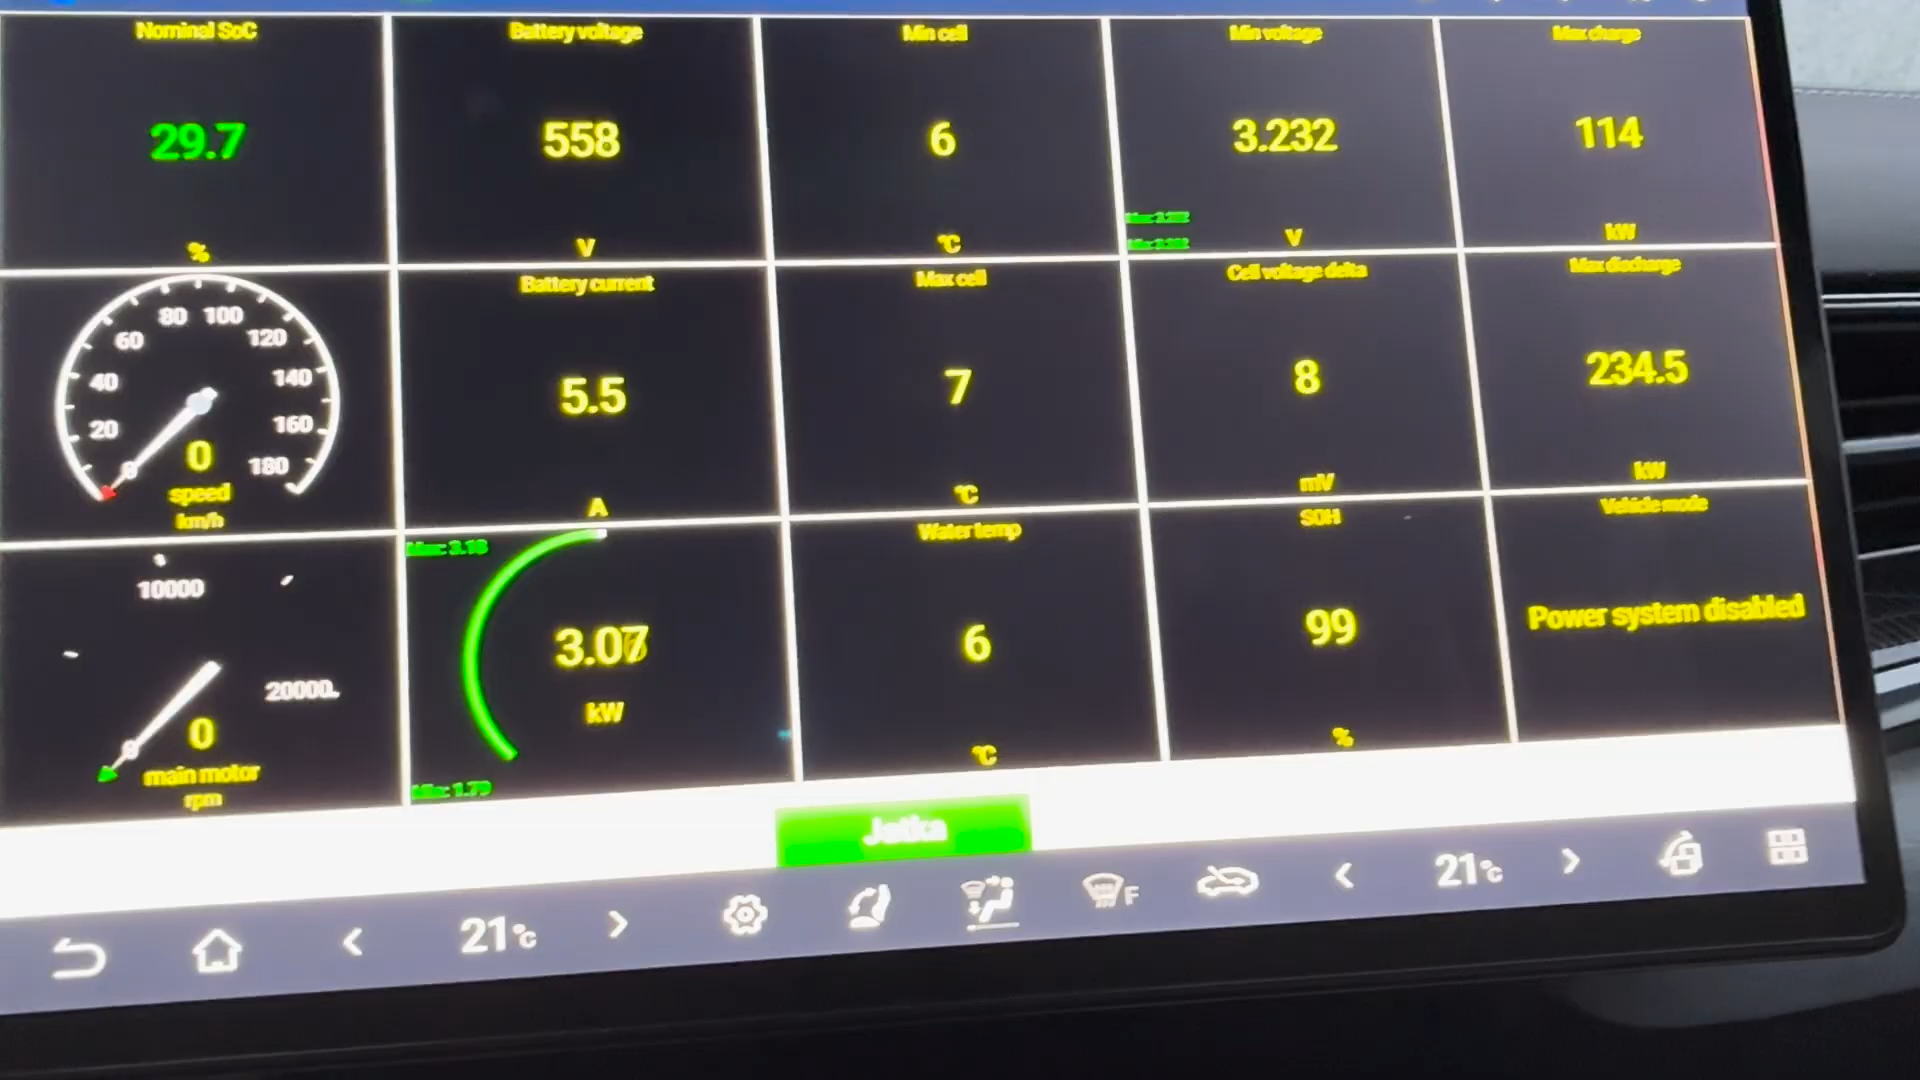 Nominal SoC
29.7
%
Battery voltage
558
V
Min cell
6
°C
Min voltage
3.232
V
Max charge
114
kW
80 100
60 120
40 140
20 160
0 180
0
speed
km/h
Battery current
5.5
A
Max cell
7
°C
Cell voltage delta
8
mV
Max discharge
234.5
kW
10000
20000
0
0
main motor
rpm
Max: 3.18
kW
Min: 1.79
Water temp
6
°C
SOH
99
%
Vehicle mode
Power system disabled
Jatka
21°C
F
21°C